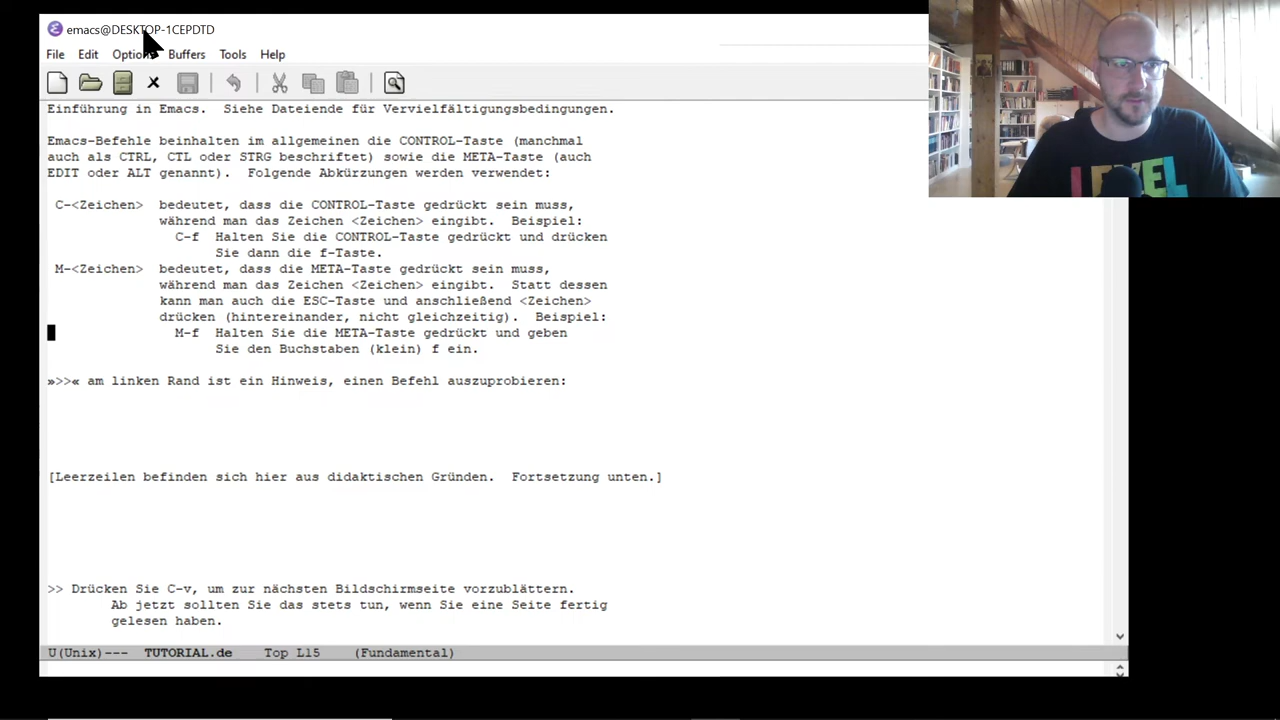 emacs@DESKTOP-1CEPDTD
File Edit Options Buffers Tools Help
Einführung in Emacs.  Siehe Dateiende für Vervielfältigungsbedingungen.
Emacs-Befehle beinhalten im allgemeinen die CONTROL-Taste (manchmal
auch als CTRL, CTL oder STRG beschriftet) sowie die META-Taste (auch
EDIT oder ALT genannt).  Folgende Abkürzungen werden verwendet:
C-<Zeichen>  bedeutet, dass die CONTROL-Taste gedrückt sein muss,
während man das Zeichen <Zeichen> eingibt.  Beispiel:
C-f  Halten Sie die CONTROL-Taste gedrückt und drücken
Sie dann die f-Taste.
M-<Zeichen>  bedeutet, dass die META-Taste gedrückt sein muss,
während man das Zeichen <Zeichen> eingibt.  Statt dessen
kann man auch die ESC-Taste und anschließend <Zeichen>
drücken (hintereinander, nicht gleichzeitig).  Beispiel:
M-f  Halten Sie die META-Taste gedrückt und geben
Sie den Buchstaben (klein) f ein.
»>>« am linken Rand ist ein Hinweis, einen Befehl auszuprobieren:
[Leerzeilen befinden sich hier aus didaktischen Gründen.  Fortsetzung unten.]
>> Drücken Sie C-v, um zur nächsten Bildschirmseite vorzublättern.
Ab jetzt sollten Sie das stets tun, wenn Sie eine Seite fertig
gelesen haben.
U(Unix)---  TUTORIAL.de    Top L15    (Fundamental)
LEVEL